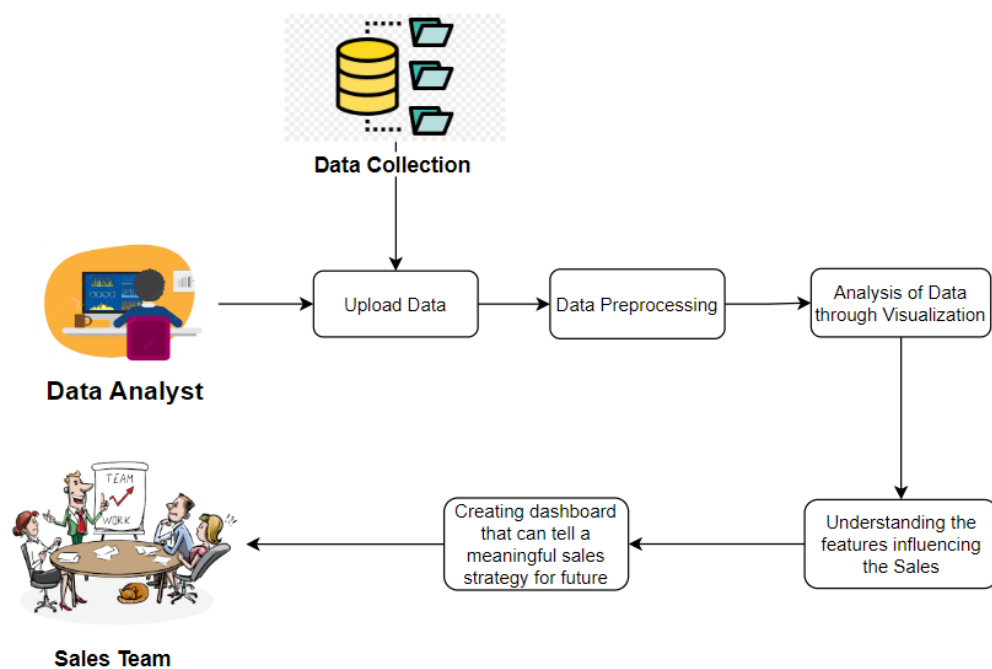 Data Collection
Upload Data
Data Preprocessing
Analysis of Data
through Visualization
Data Analyst
TEAM
WORK
!?!
Creating dashboard
that can tell a
meaningful sales
strategy for future
Understanding the
features influencing
the Sales
Sales Team